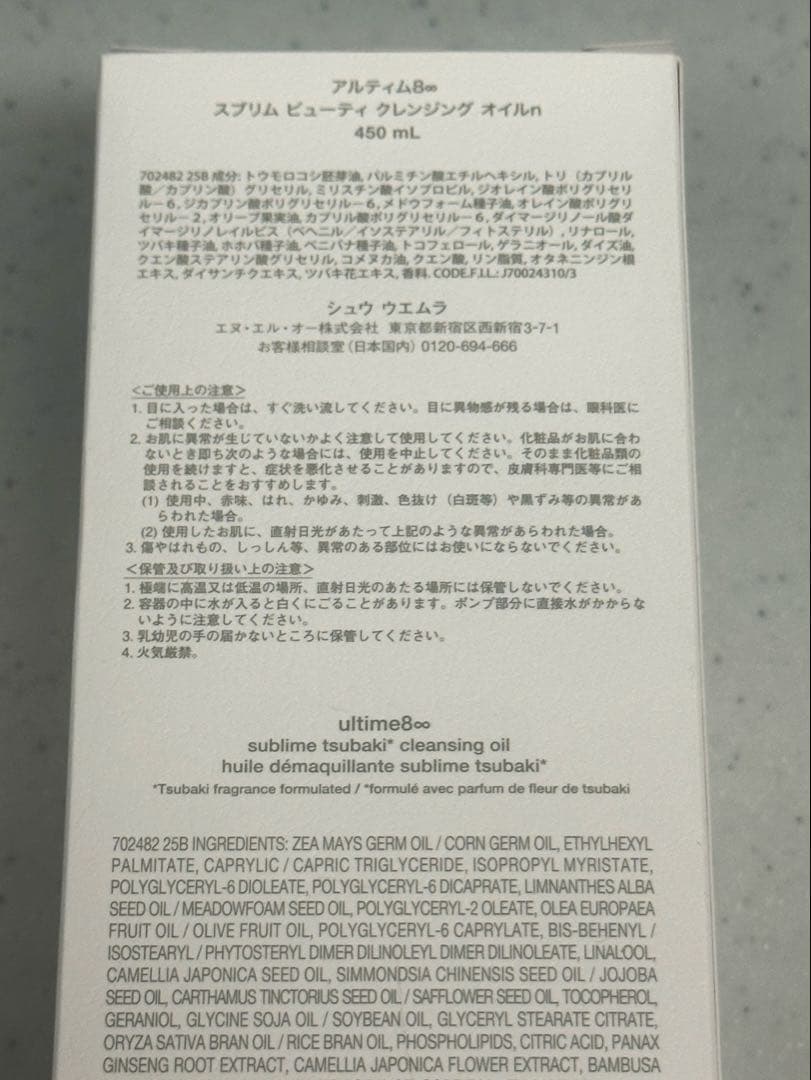 アルティム8∞
スブリム ビューティ クレンジング オイルn
450 mL
702482 25B 成分: トウモロコシ胚芽油, パルミチン酸エチルヘキシル, トリ（カプリル
酸／カプリン酸）グリセリル, ミリスチン酸イソプロピル, ジオレイン酸ポリグリセリ
ル－6, ジカプリン酸ポリグリセリル－6, メドウフォーム種子油, オレイン酸ポリグリ
セリル－2, オリーブ果実油, カプリル酸ポリグリセリル－6, ダイマージリノール酸ダ
イマージリノレイルビス（ベヘニル／イソステアリル／フィトステリル）, リナロール,
ツバキ種子油, ホホバ種子油, ベニバナ種子油, トコフェロール, ゲラニオール, ダイズ油,
クエン酸ステアリン酸グリセリル, コメヌカ油, クエン酸, リン脂質, オタネニンジン根
エキス, ダイサンチクエキス, ツバキ花エキス, 香料. CODE.F.I.L.: J70024310/3
シュウ ウエムラ
エヌ・エル・オー株式会社 東京都新宿区西新宿3-7-1
お客様相談室（日本国内）0120-694-666
＜ご使用上の注意＞
1. 目に入った場合は、すぐ洗い流してください。目に異物感が残る場合は、眼科医に
ご相談ください。
2. お肌に異常が生じていないかよく注意して使用してください。化粧品がお肌に合わ
ないとき即ち次のような場合には、使用を中止してください。そのまま化粧品類の
使用を続けますと、症状を悪化させることがありますので、皮膚科専門医等にご相
談されることをおすすめします。
(1) 使用中、赤味、はれ、かゆみ、刺激、色抜け（白斑等）や黒ずみ等の異常があ
らわれた場合。
(2) 使用したお肌に、直射日光があたって上記のような異常があらわれた場合。
3. 傷やはれもの、しっしん等、異常のある部位にはお使いにならないでください。
＜保管及び取り扱い上の注意＞
1. 極端に高温又は低温の場所、直射日光のあたる場所には保管しないでください。
2. 容器の中に水が入ると白くにごることがあります。ポンプ部分に直接水がかからな
いように注意してください。
3. 乳幼児の手の届かないところに保管してください。
4. 火気厳禁。
ultime8∞
sublime tsubaki* cleansing oil
huile démaquillante sublime tsubaki*
*Tsubaki fragrance formulated / *formulé avec parfum de fleur de tsubaki
702482 25B INGREDIENTS: ZEA MAYS GERM OIL / CORN GERM OIL, ETHYLHEXYL
PALMITATE, CAPRYLIC / CAPRIC TRIGLYCERIDE, ISOPROPYL MYRISTATE,
POLYGLYCERYL-6 DIOLEATE, POLYGLYCERYL-6 DICAPRATE, LIMNANTHES ALBA
SEED OIL / MEADOWFOAM SEED OIL, POLYGLYCERYL-2 OLEATE, OLEA EUROPAEA
FRUIT OIL / OLIVE FRUIT OIL, POLYGLYCERYL-6 CAPRYLATE, BIS-BEHENYL /
ISOSTEARYL / PHYTOSTERYL DIMER DILINOLEYL DIMER DILINOLEATE, LINALOOL,
CAMELLIA JAPONICA SEED OIL, SIMMONDSIA CHINENSIS SEED OIL / JOJOBA
SEED OIL, CARTHAMUS TINCTORIUS SEED OIL / SAFFLOWER SEED OIL, TOCOPHEROL,
GERANIOL, GLYCINE SOJA OIL / SOYBEAN OIL, GLYCERYL STEARATE CITRATE,
ORYZA SATIVA BRAN OIL / RICE BRAN OIL, PHOSPHOLIPIDS, CITRIC ACID, PANAX
GINSENG ROOT EXTRACT, CAMELLIA JAPONICA FLOWER EXTRACT, BAMBUSA